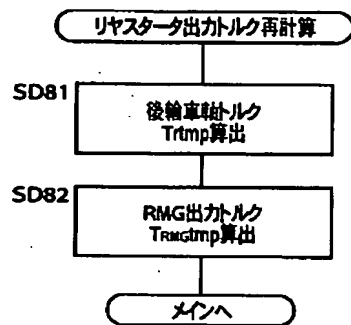 リヤスタータ出力トルク再計算
SD81
後輪車軸トルク
Trtmp算出
SD82
RMG出力トルク
TRMGtmp算出
メインへ